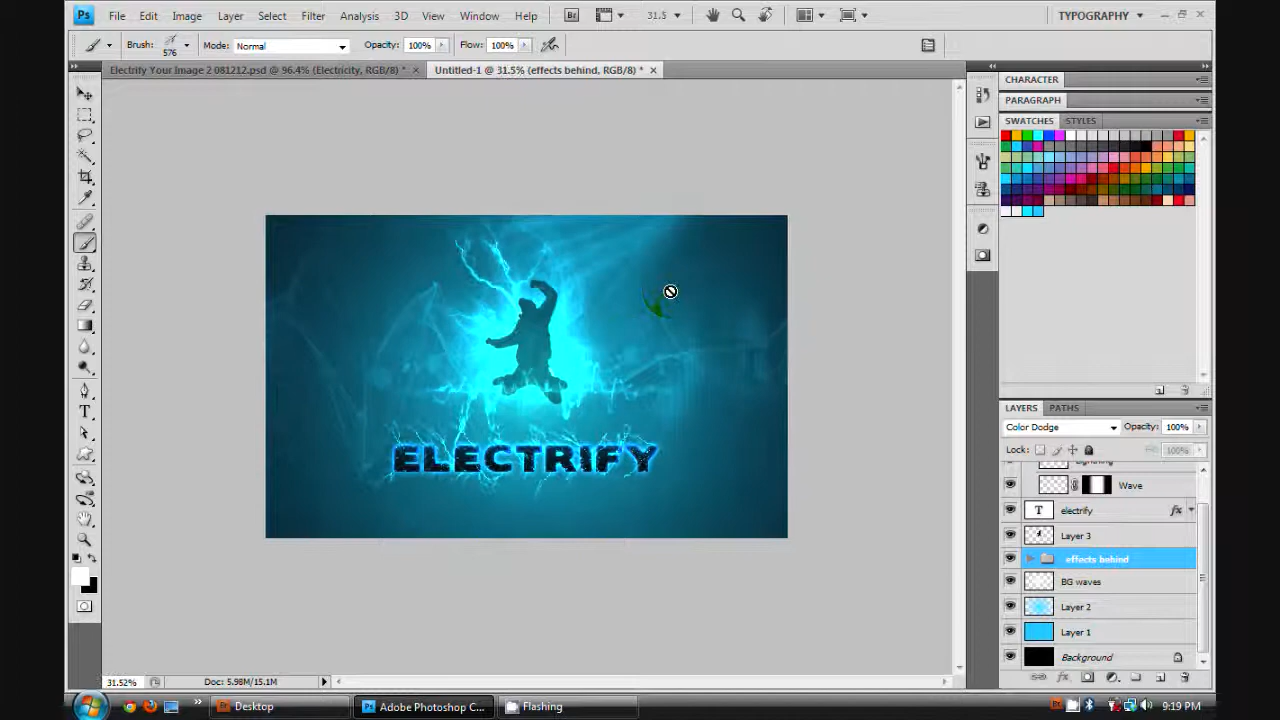 Ps File Edit Image Layer Select Filter Analysis 3D View Window Help Br 31.5 TYPOGRAPHY
Brush: 576 Mode: Normal Opacity: 100% Flow: 100%
Electrify Your Image 2 081212.psd @ 96.4% (Electricity, RGB/8) * Untitled-1 @ 31.5% (effects behind, RGB/8) *
CHARACTER
PARAGRAPH
SWATCHES STYLES
ELECTRIFY
LAYERS PATHS
Color Dodge Opacity: 100%
Lock: 100%
Wave
T electrify fx
Layer 3
effects behind
BG waves
Layer 2
Layer 1
Background
31.52% Doc: 5.98M/15.1M
Desktop Adobe Photoshop C... Flashing 9:19 PM